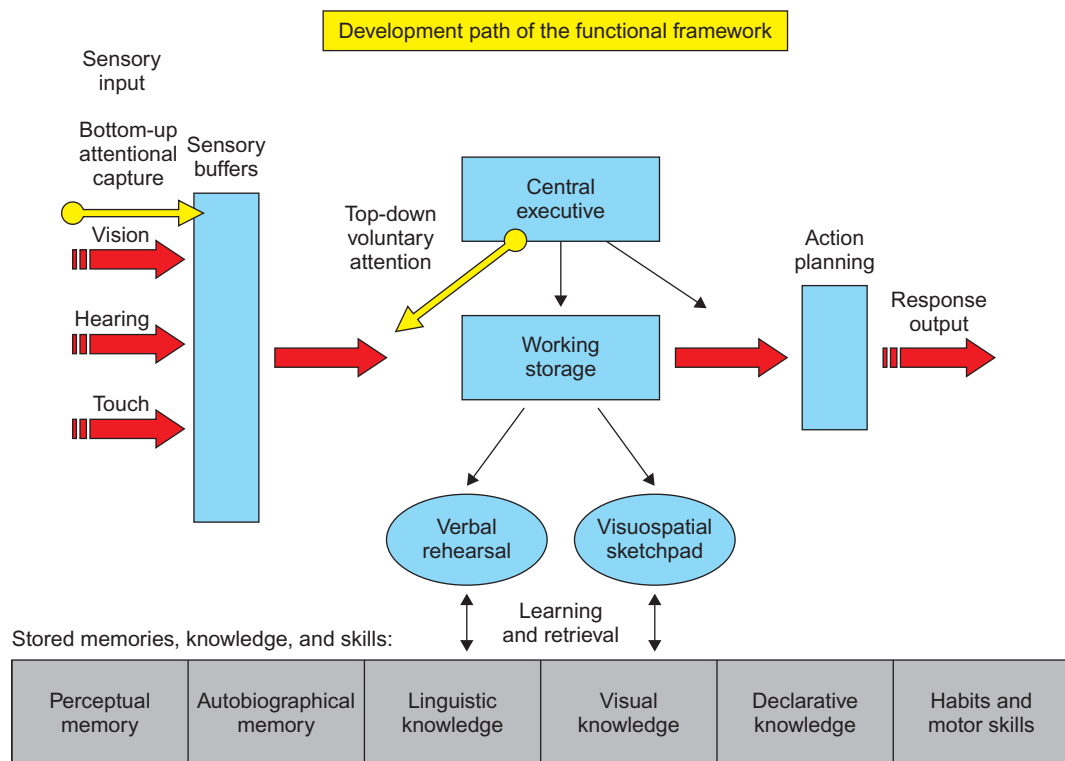 Development path of the functional framework
Sensory
input
Bottom-up
attentional
capture
Sensory
buffers
Vision
Hearing
Touch
Top-down
voluntary
attention
Central
executive
Working
storage
Action
planning
Response
output
Verbal
rehearsal
Visuospatial
sketchpad
Learning
and retrieval
Stored memories, knowledge, and skills:
Perceptual
memory
Autobiographical
memory
Linguistic
knowledge
Visual
knowledge
Declarative
knowledge
Habits and
motor skills